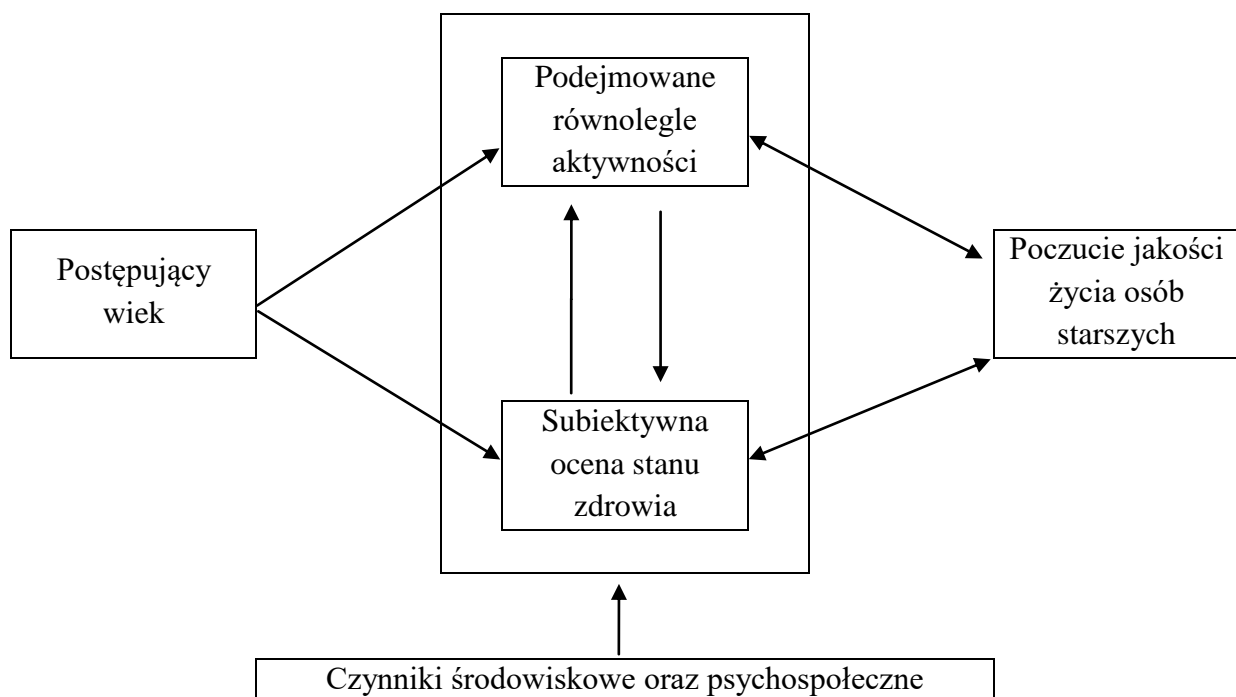 Podejmowane
równolegle
aktywności
Postępujący
wiek
Poczucie jakości
życia osób
starszych
Subiektywna
ocena stanu
zdrowia
Czynniki środowiskowe oraz psychospołeczne